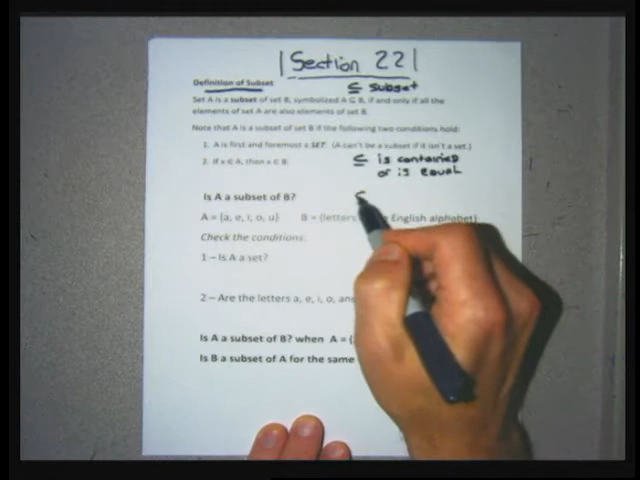 |Section 22|
Definition of Subset
⊆ Subset
Set A is a subset of set B, symbolized A ⊆ B, if and only if all the
elements of set A are also elements of set B.
Note that A is a subset of set B if the following two conditions hold:
1. A is first and foremost a SET. (A can't be a subset if it isn't a set.)
2. If x ∈ A, then x ∈ B.
⊆ is contained
or is equal
Is A a subset of B?
⊆
A = {a, e, i, o, u} B = {letters English alphabet}
Check the conditions:
1 – Is A a set?
2 – Are the letters a, e, i, o, and
Is A a subset of B? when A = {
Is B a subset of A for the same